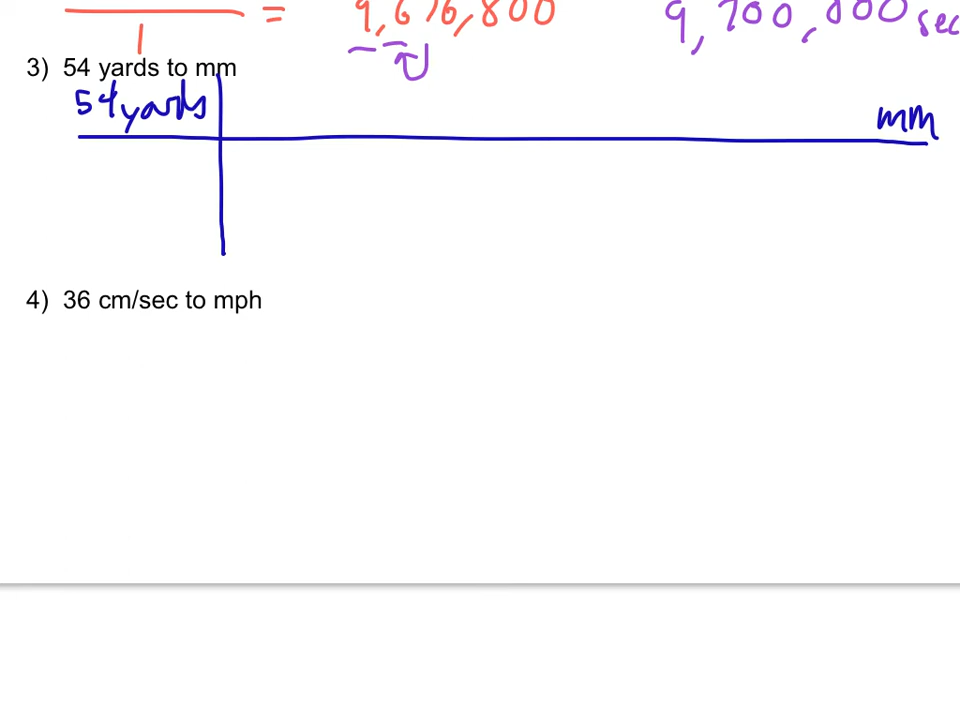 1 = 9,676,800 9,700,000 sec
3) 54 yards to mm
54 yards mm
4) 36 cm/sec to mph